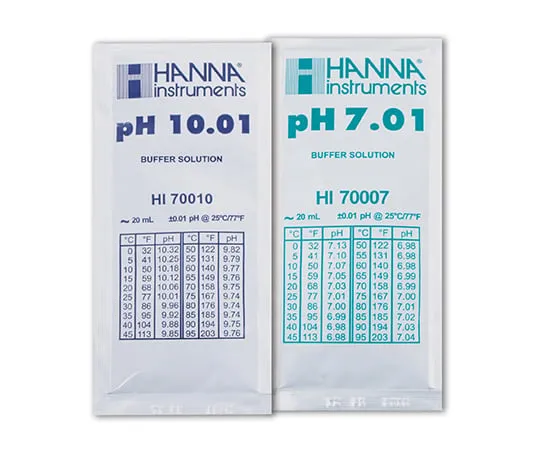 HANNA®
instruments
pH 10.01
BUFFER SOLUTION
HI 70010
~ 20 mL ±0.01 pH @ 25°C/77°F
°C °F pH °C °F pH
0 32 10.32 50 122 9.82
5 41 10.25 55 131 9.79
10 50 10.18 60 140 9.77
15 59 10.12 65 149 9.76
20 68 10.06 70 158 9.75
25 77 10.01 75 167 9.74
30 86 9.96 80 176 9.74
35 95 9.92 85 185 9.74
40 104 9.88 90 194 9.75
45 113 9.85 95 203 9.76
HANNA®
instruments
pH 7.01
BUFFER SOLUTION
HI 70007
~ 20 mL ±0.01 pH @ 25°C/77°F
°C °F pH °C °F pH
0 32 7.13 50 122 6.98
5 41 7.10 55 131 6.98
10 50 7.07 60 140 6.98
15 59 7.05 65 149 6.99
20 68 7.03 70 158 6.99
25 77 7.01 75 167 7.00
30 86 7.00 80 176 7.01
35 95 6.99 85 185 7.02
40 104 6.98 90 194 7.03
45 113 6.98 95 203 7.04